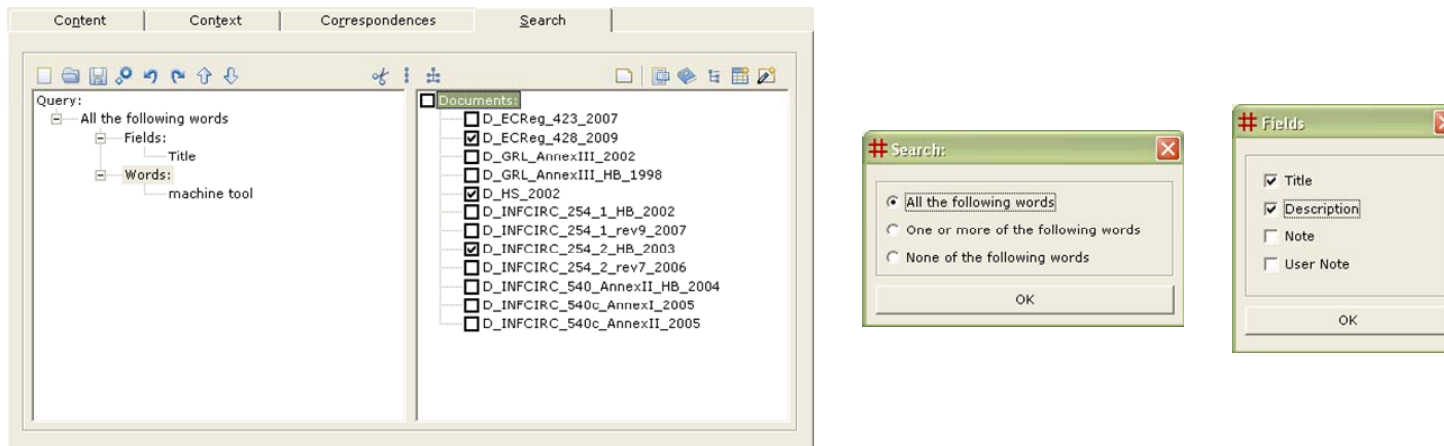 Content Context Correspondences Search
Query:
All the following words
Fields:
Title
Words:
machine tool
Documents:
D_ECReg_423_2007
D_ECReg_428_2009
D_GRL_AnnexIII_2002
D_GRL_AnnexIII_HB_1998
D_HS_2002
D_INFCIRC_254_1_HB_2002
D_INFCIRC_254_1_rev9_2007
D_INFCIRC_254_2_HB_2003
D_INFCIRC_254_2_rev7_2006
D_INFCIRC_540_AnnexII_HB_2004
D_INFCIRC_540c_AnnexI_2005
D_INFCIRC_540c_AnnexII_2005
Search:
All the following words
One or more of the following words
None of the following words
OK
Fields
Title
Description
Note
User Note
OK